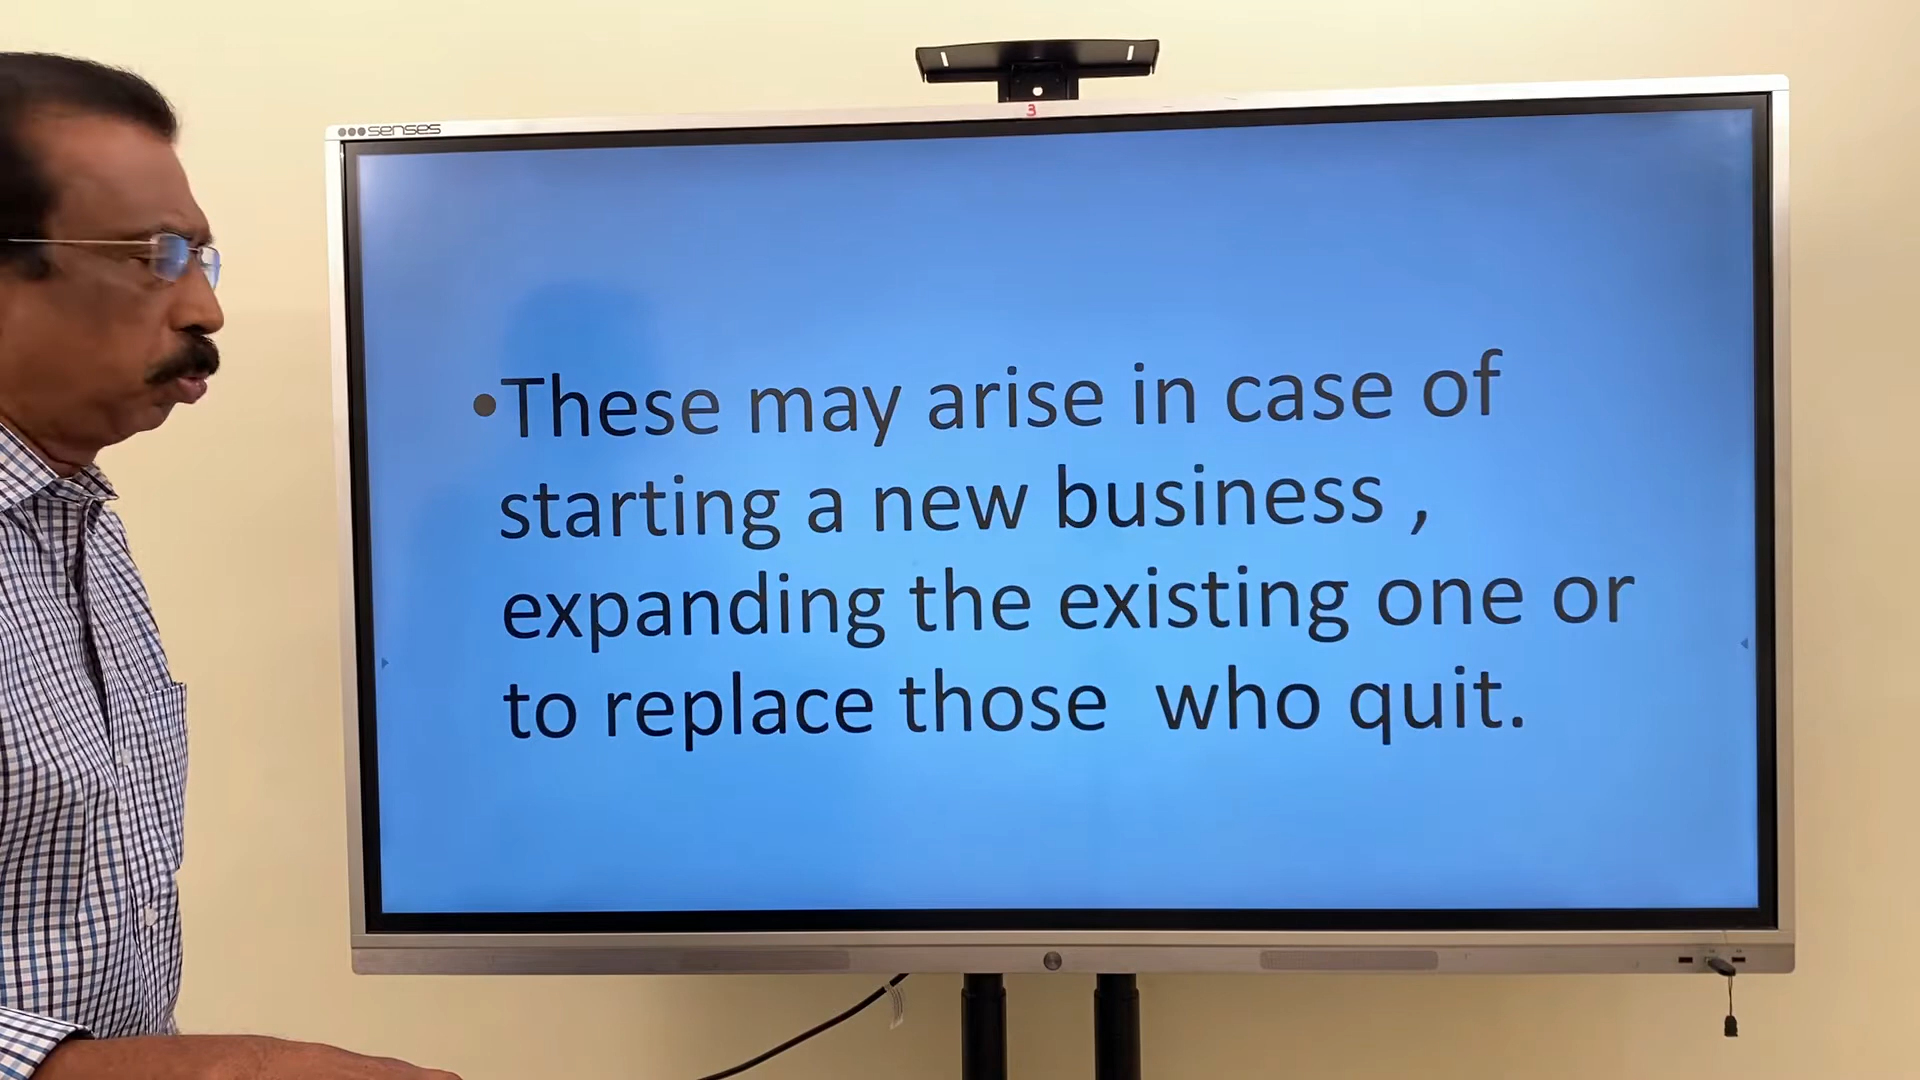 senses
3
•These may arise in case of
starting a new business ,
expanding the existing one or
to replace those who quit.